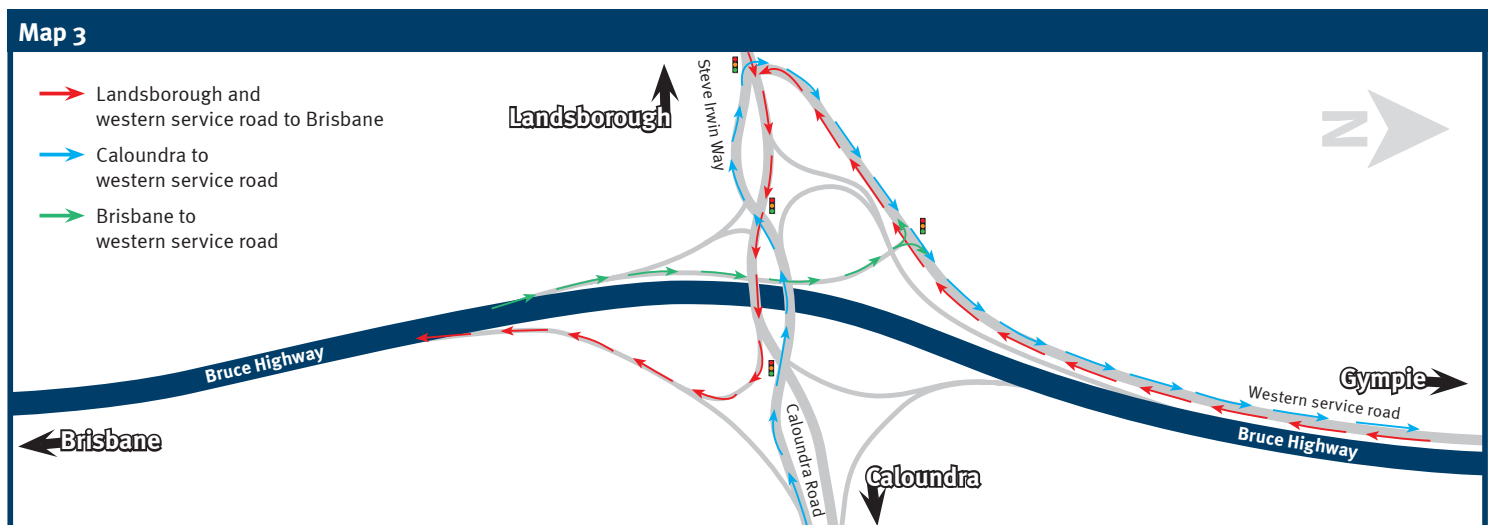 Map 3
Landsborough and
western service road to Brisbane
Caloundra to
western service road
Brisbane to
western service road
Landsborough
Steve Irwin Way
N
Bruce Highway
Brisbane
Caloundra Road
Caloundra
Gympie
Western service road
Bruce Highway